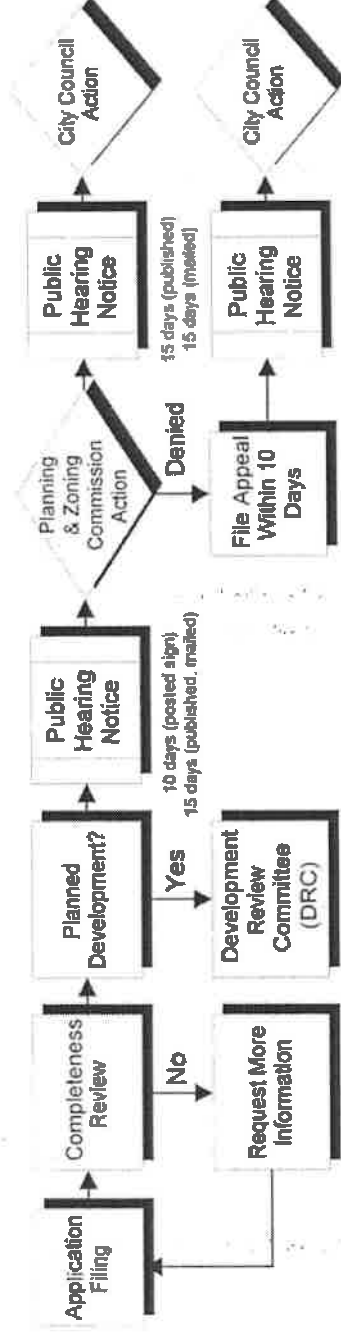 Application
Filing
Completeness
Review
No
Request More
Information
Planned
Development?
Yes
Development
Review
Committee
(DRC)
Public
Hearing
Notice
10 days (posted sign)
15 days (published, mailed)
Planning
& Zoning
Commission
Action
Denied
File Appeal
Within 10
Days
Public
Hearing
Notice
15 days (published)
15 days (mailed)
City Council
Action
Public
Hearing
Notice
City Council
Action